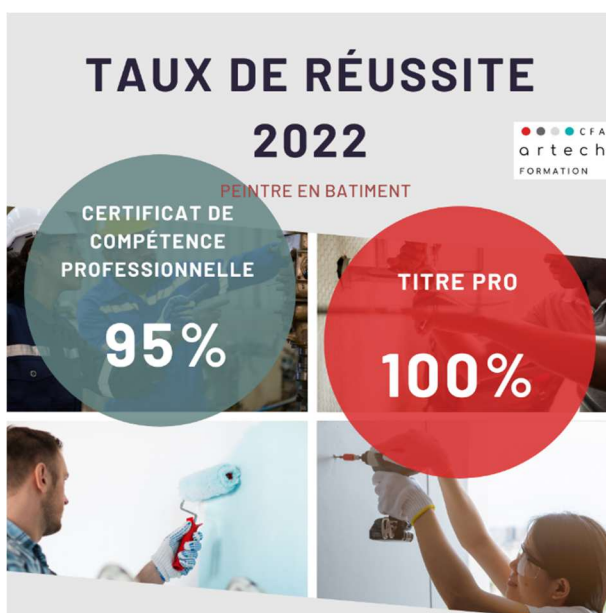 TAUX DE RÉUSSITE
2022
CFA
artech
FORMATION
PEINTRE EN BATIMENT
CERTIFICAT DE
COMPÉTENCE
PROFESSIONNELLE
95%
TITRE PRO
100%